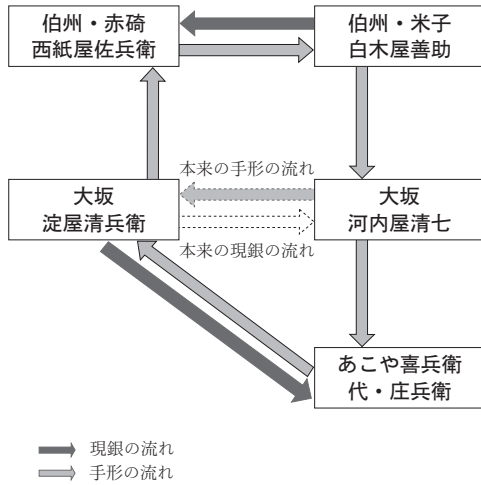 伯州・赤碕
西紙屋佐兵衛
伯州・米子
白木屋善助
本来の手形の流れ
大坂
淀屋清兵衛
大坂
河内屋清七
本来の現銀の流れ
あこや喜兵衛
代・庄兵衛
現銀の流れ
手形の流れ